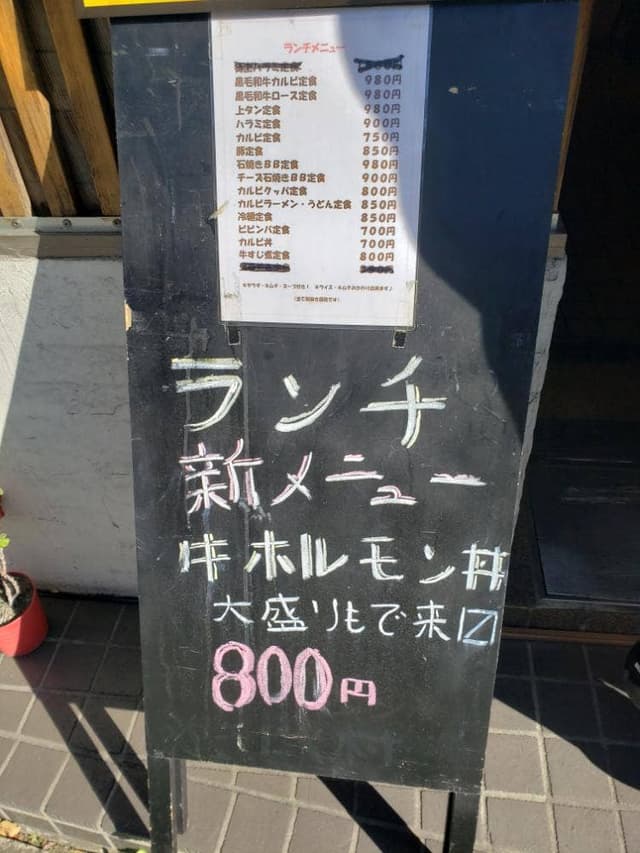 ランチメニュー
黒毛和牛カルビ定食 980円
黒毛和牛ロース定食 980円
上タン定食 980円
ハラミ定食 900円
カルビ定食 750円
豚定食 850円
石焼きBB定食 980円
チーズ石焼きBB定食 900円
カルビクッパ定食 800円
カルビラーメン・うどん定食 850円
冷麺定食 850円
ビビンバ定食 700円
カルビ丼 700円
牛すじ煮定食 800円
ランチ
新メニュー
牛ホルモン丼
大盛りもで来〼
800円